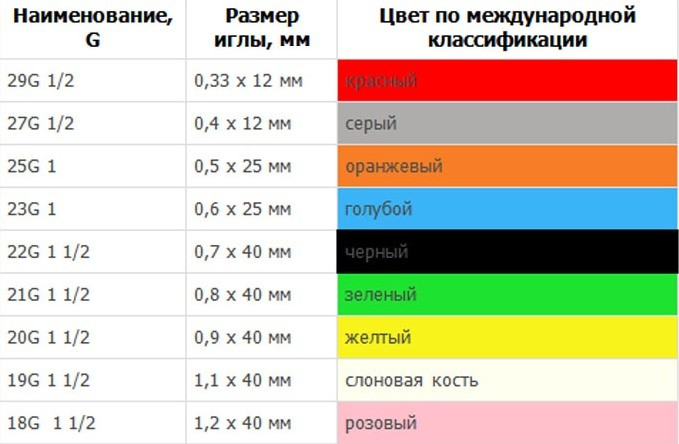 Наименование, Размер Цвет по международной
G иглы, мм классификации
29G 1/2 0,33 х 12 мм красный
27G 1/2 0,4 х 12 мм серый
25G 1 0,5 х 25 мм оранжевый
23G 1 0,6 х 25 мм голубой
22G 1 1/2 0,7 х 40 мм черный
21G 1 1/2 0,8 х 40 мм зеленый
20G 1 1/2 0,9 х 40 мм желтый
19G 1 1/2 1,1 х 40 мм слоновая кость
18G 1 1/2 1,2 х 40 мм розовый